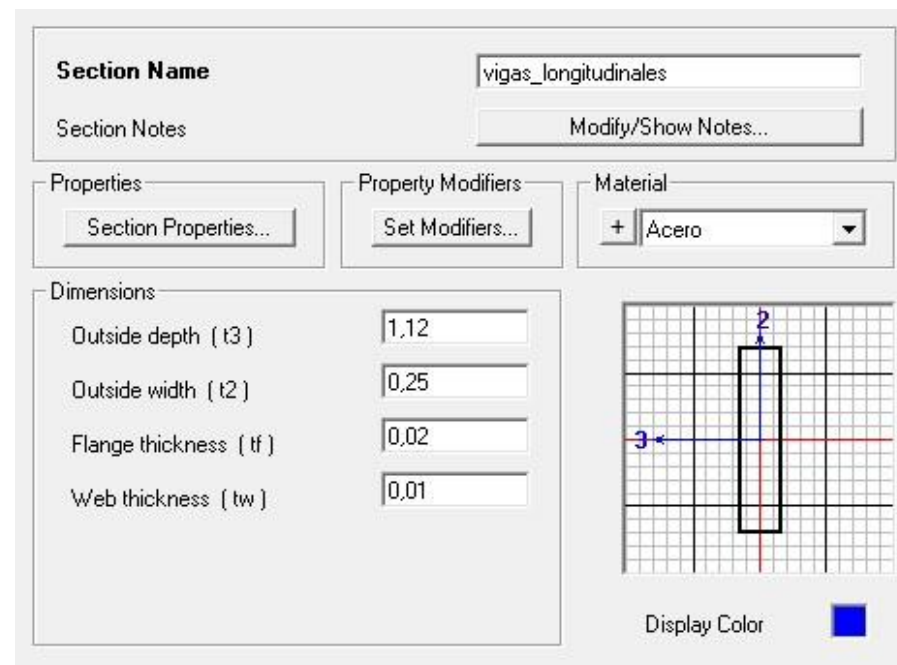 Section Name
vigas_longitudinales
Section Notes
Modify/Show Notes...
Properties
Property Modifiers
Material
Section Properties...
Set Modifiers...
+
Acero
Dimensions
Outside depth ( t3 )
1,12
Outside width ( t2 )
0,25
Flange thickness ( tf )
0,02
Web thickness ( tw )
0,01
2
3
Display Color